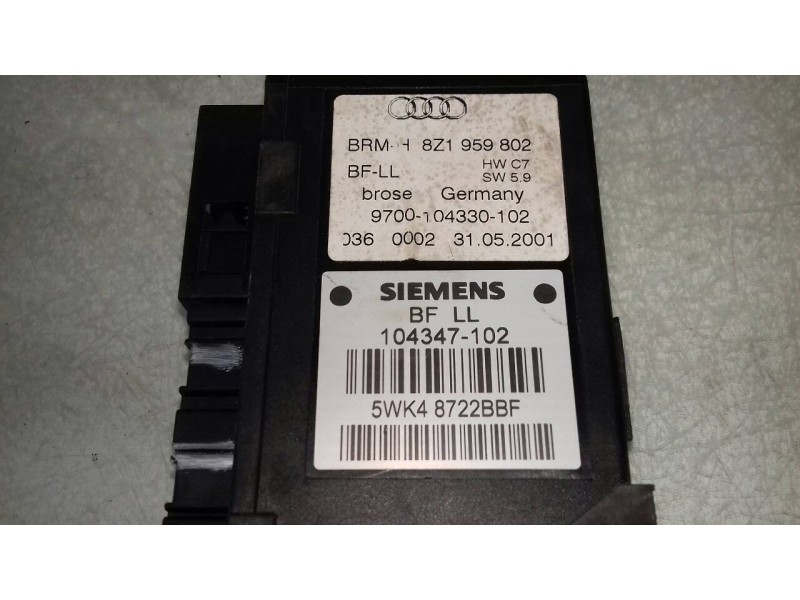 BRM-H 8Z1 959 802
BF-LL HW C7
SW 5.9
brose Germany
9700-104330-102
036 0002 31.05.2001
SIEMENS
BF LL
104347-102
5WK4 8722BBF